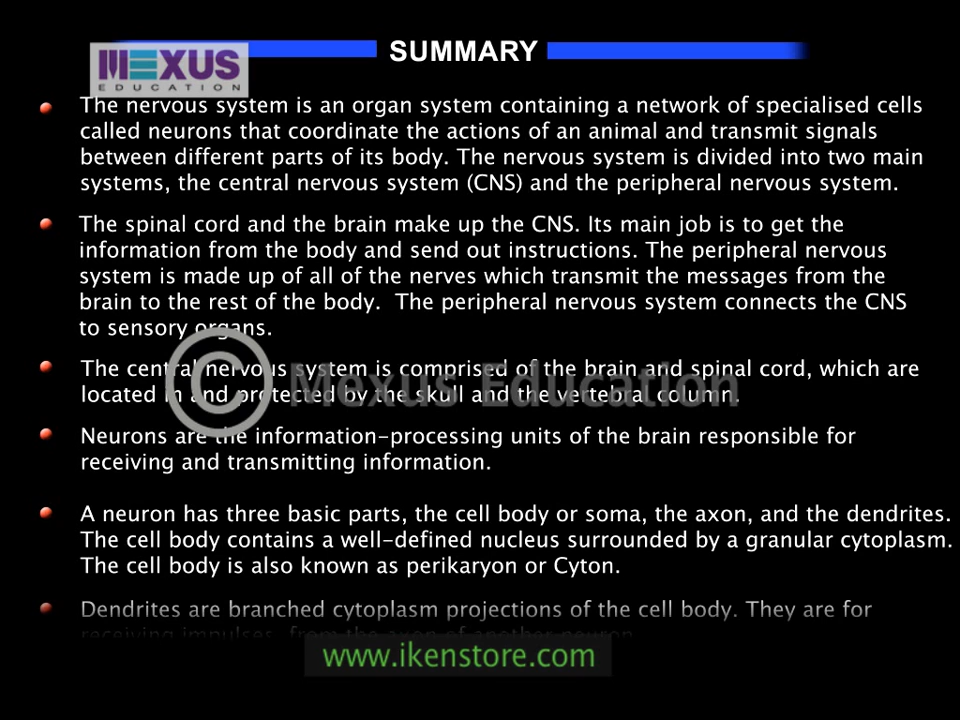 SUMMARY
MEXUS
EDUCATION
The nervous system is an organ system containing a network of specialised cells
called neurons that coordinate the actions of an animal and transmit signals
between different parts of its body. The nervous system is divided into two main
systems, the central nervous system (CNS) and the peripheral nervous system.
The spinal cord and the brain make up the CNS. Its main job is to get the
information from the body and send out instructions. The peripheral nervous
system is made up of all of the nerves which transmit the messages from the
brain to the rest of the body. The peripheral nervous system connects the CNS
to sensory organs.
The central nervous system is comprised of the brain and spinal cord, which are
located in and protected by the skull and the vertebral column.
© Mexus Education
Neurons are the information-processing units of the brain responsible for
receiving and transmitting information.
A neuron has three basic parts, the cell body or soma, the axon, and the dendrites.
The cell body contains a well-defined nucleus surrounded by a granular cytoplasm.
The cell body is also known as perikaryon or Cyton.
Dendrites are branched cytoplasm projections of the cell body. They are for
receiving impulses, from the axon of another neuron
www.ikenstore.com